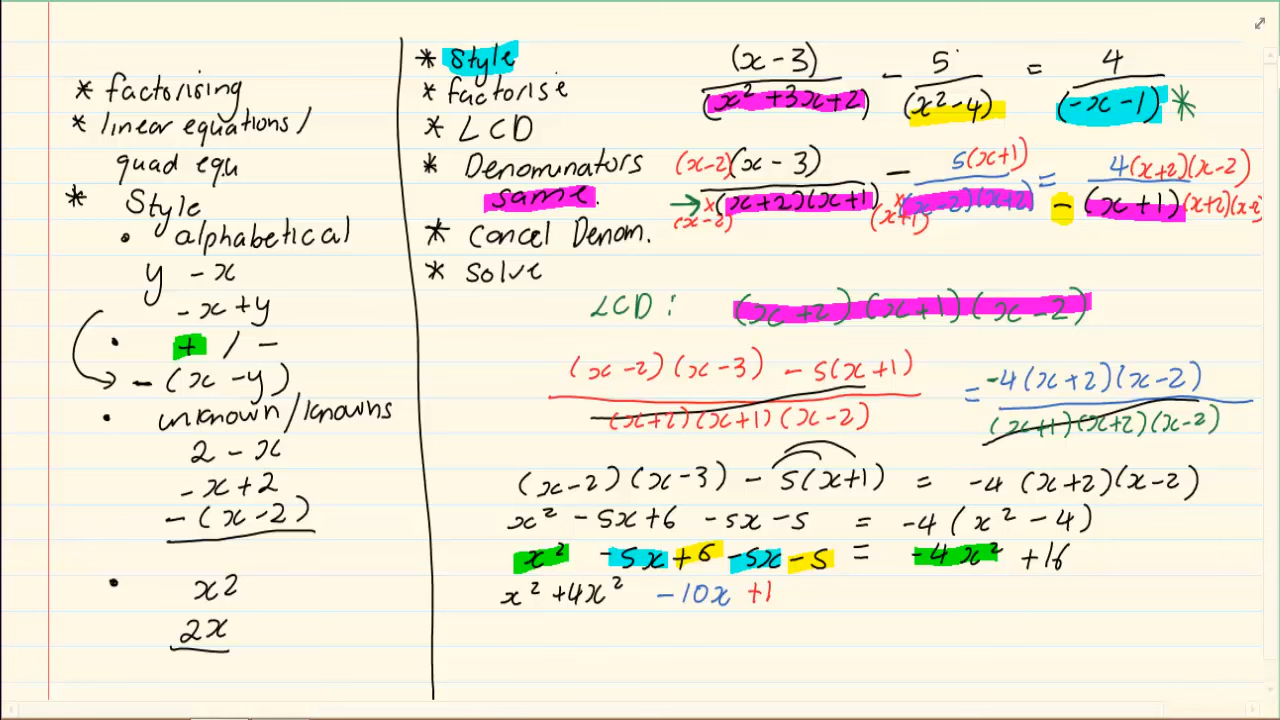 * factorising
* linear equations/
quad equ
* Style
• alphabetical
y - x
- x + y
• + / -
- (x - y)
• unknown/knowns
2 - x
- x + 2
- (x - 2)
• x2
2x
* Style
* factorise
* LCD
* Denominators
same.
* Cancel Denom.
* Solve
(x - 3)/(x² + 3x + 2) - 5/(x² - 4) = 4/(-x - 1) *
(x-2)(x - 3)/(x+2)(x+1)×(x-2) - 5(x+1)/(x-2)(x+2)×(x+1) = 4(x+2)(x-2)/-(x+1)(x+2)(x-2)
LCD : (x+2)(x+1)(x-2)
(x-2)(x-3) - 5(x+1)/(x+2)(x+1)(x-2) = -4(x+2)(x-2)/(x+1)(x+2)(x-2)
(x-2)(x-3) - 5(x+1) = -4(x+2)(x-2)
x² - 5x + 6 - 5x - 5 = -4(x² - 4)
x² - 5x + 6 - 5x - 5 = -4x² + 16
x² + 4x² - 10x + 1